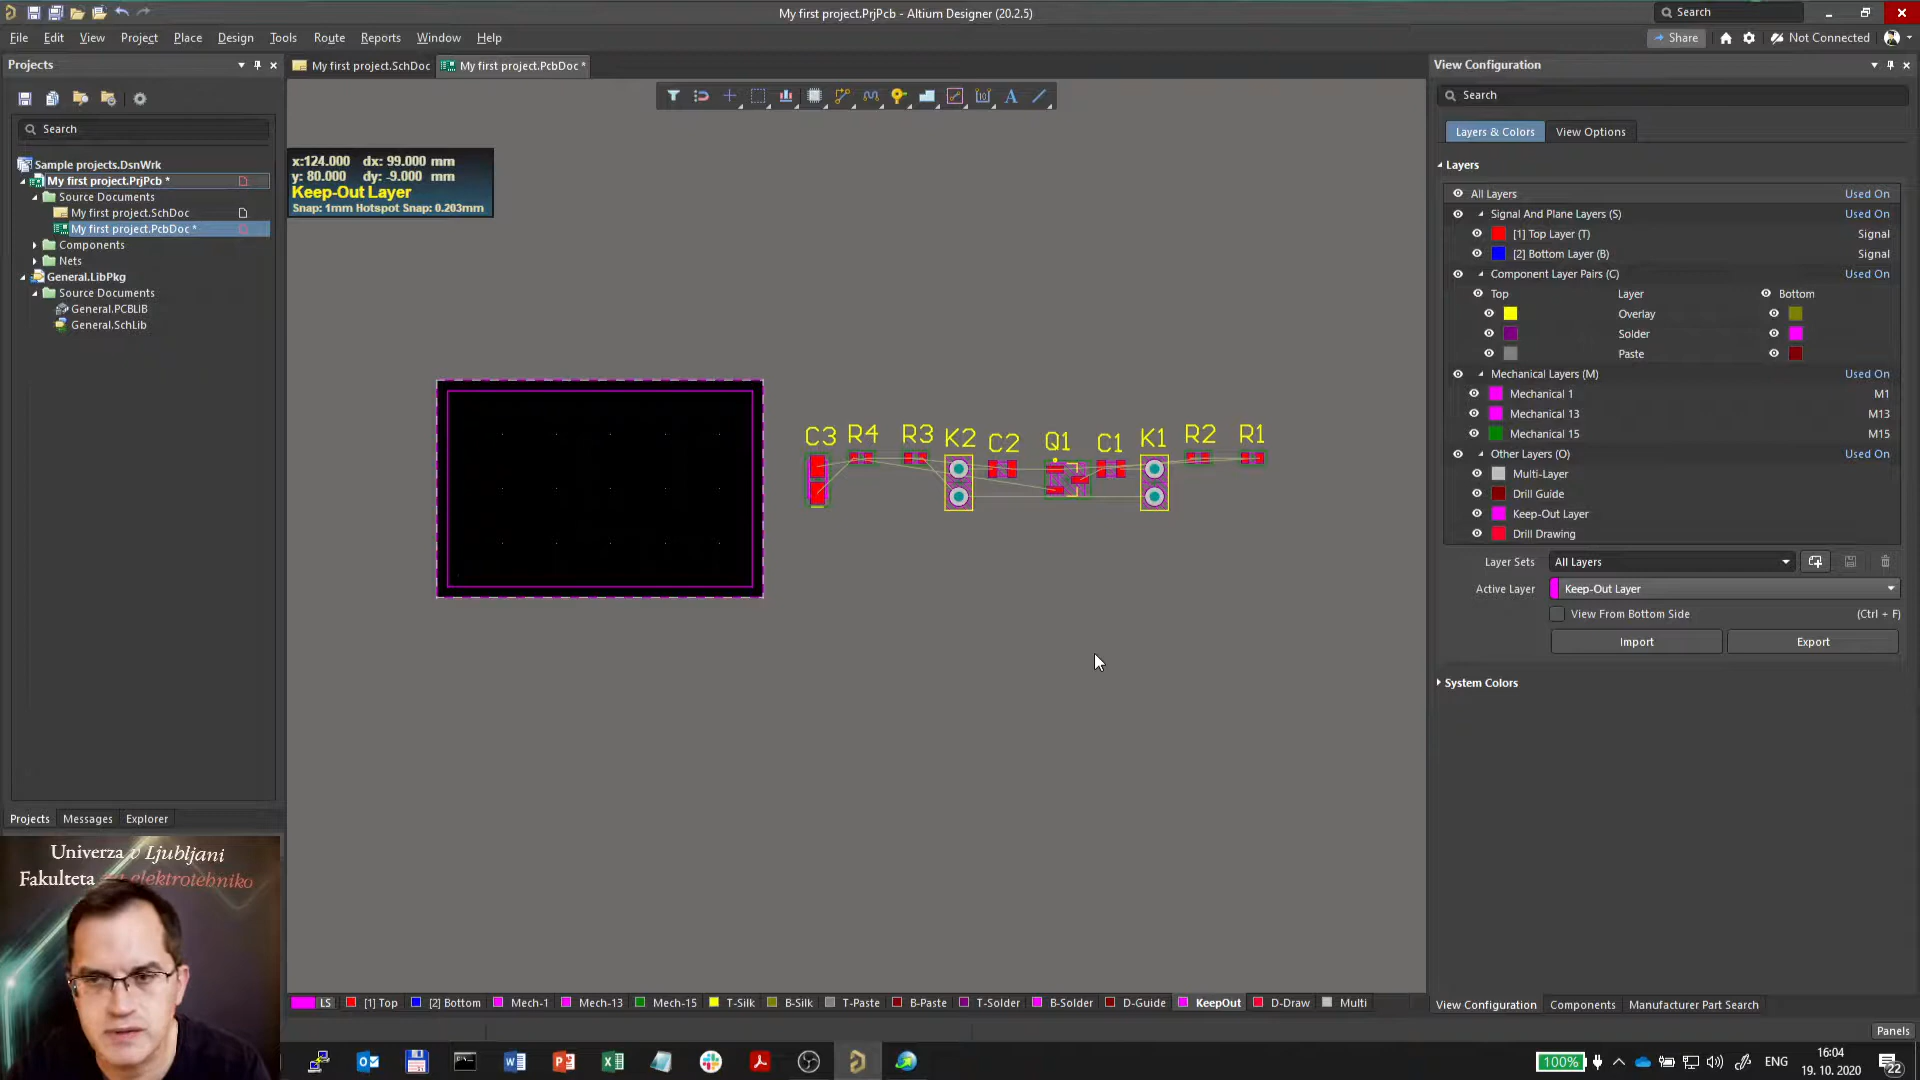 My first project.PrjPcb - Altium Designer (20.2.5)
Search
File Edit View Project Place Design Tools Route Reports Window Help
Share
Not Connected
Projects
My first project.SchDoc
My first project.PcbDoc *
View Configuration
Search
Search
Layers & Colors
View Options
Sample projects.DsnWrk
My first project.PrjPcb *
Source Documents
My first project.SchDoc
My first project.PcbDoc *
Components
Nets
General.LibPkg
Source Documents
General.PCBLIB
General.SchLib
x:124.000 dx: 99.000 mm
y: 80.000 dy: -9.000 mm
Keep-Out Layer
Snap: 1mm Hotspot Snap: 0.203mm
C3 R4 R3 K2 C2 Q1 C1 K1 R2 R1
Layers
All Layers Used On
Signal And Plane Layers (S) Used On
[1] Top Layer (T) Signal
[2] Bottom Layer (B) Signal
Component Layer Pairs (C) Used On
Top Layer Bottom
Overlay
Solder
Paste
Mechanical Layers (M) Used On
Mechanical 1 M1
Mechanical 13 M13
Mechanical 15 M15
Other Layers (O) Used On
Multi-Layer
Drill Guide
Keep-Out Layer
Drill Drawing
Layer Sets All Layers
Active Layer Keep-Out Layer
View From Bottom Side (Ctrl + F)
Import Export
System Colors
Projects Messages Explorer
Univerza v Ljubljani
Fakulteta za elektrotehniko
LS [1] Top [2] Bottom Mech-1 Mech-13 Mech-15 T-Silk B-Silk T-Paste B-Paste T-Solder B-Solder D-Guide KeepOut D-Draw Multi
View Configuration Components Manufacturer Part Search
Panels
100%
ENG
16:04
19. 10. 2020
22